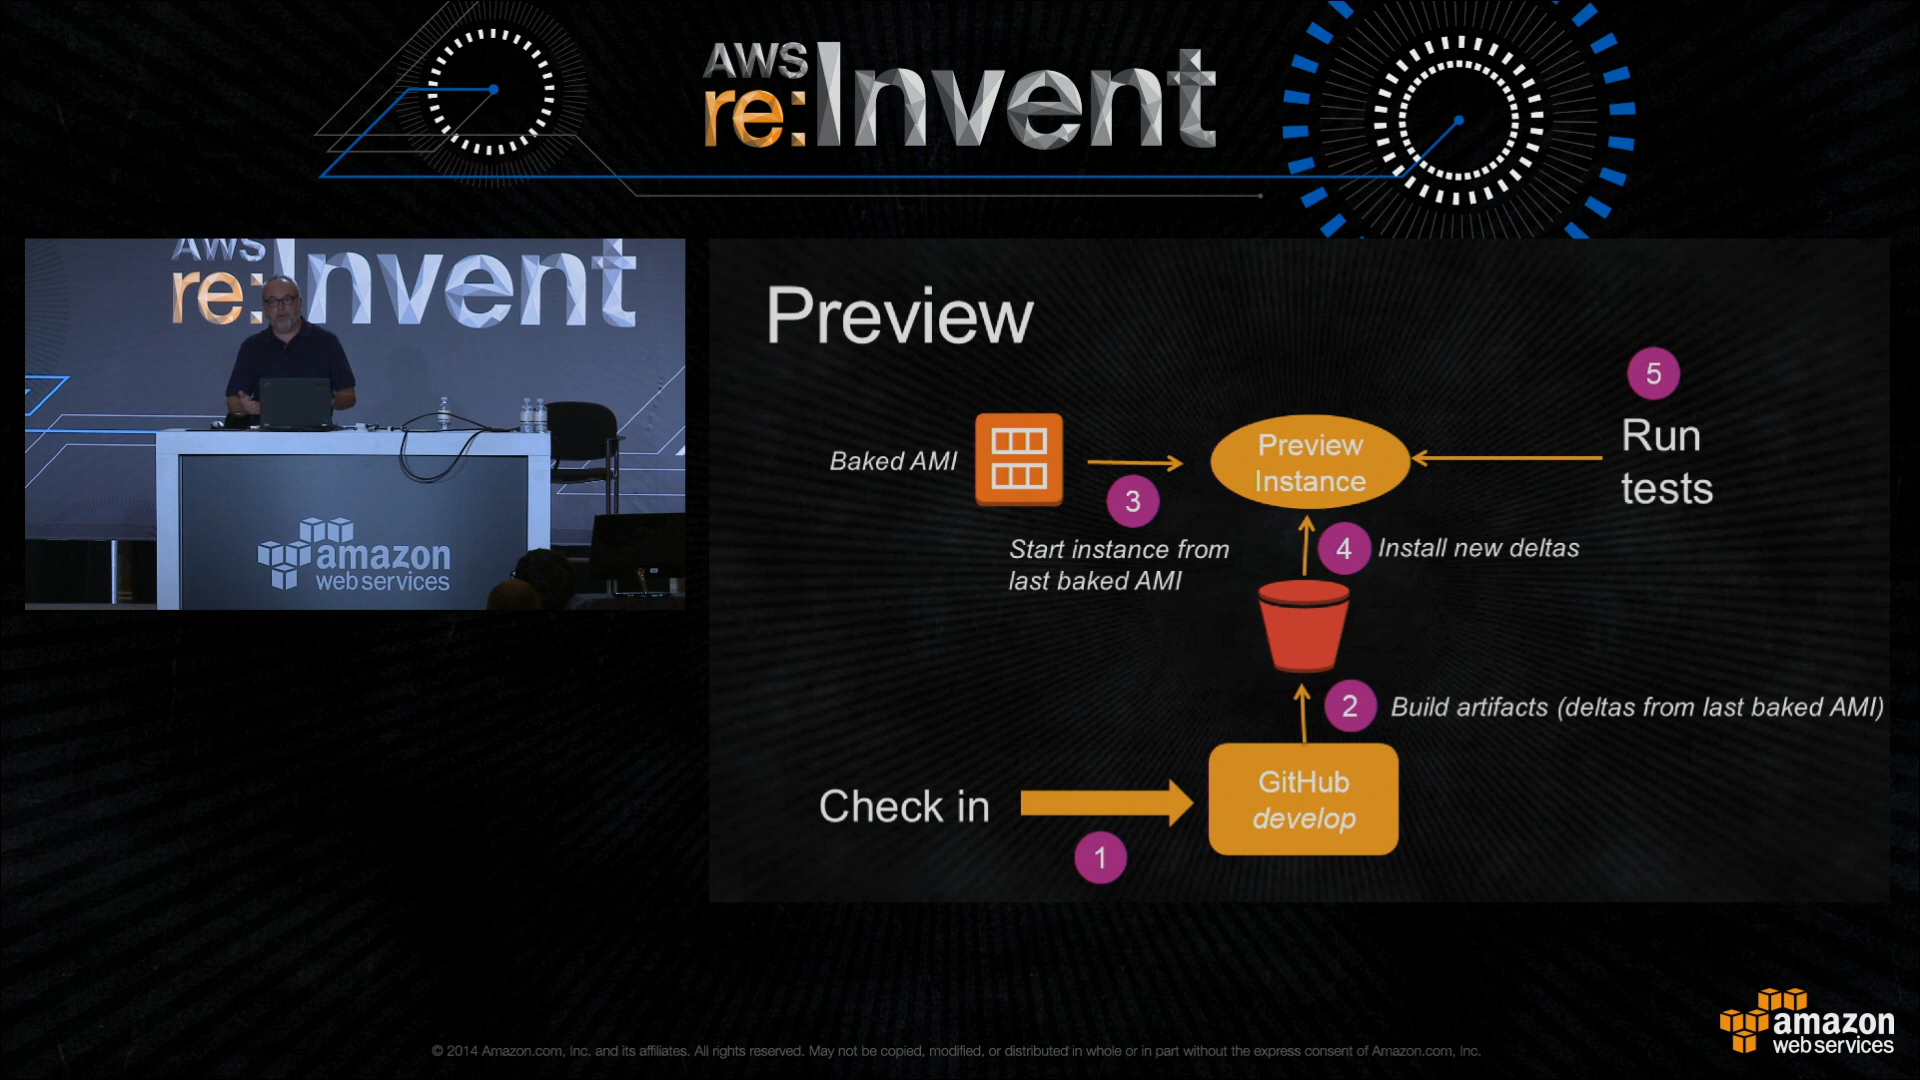 AWS
re:Invent
AWS
re:Invent
amazon
web services
Preview
5
Run
tests
Baked AMI
Preview
Instance
3
Start instance from
last baked AMI
4
Install new deltas
2
Build artifacts (deltas from last baked AMI)
Check in
GitHub
develop
1
amazon
web services
© 2014 Amazon.com, Inc. and its affiliates. All rights reserved. May not be copied, modified, or distributed in whole or in part without the express consent of Amazon.com, Inc.